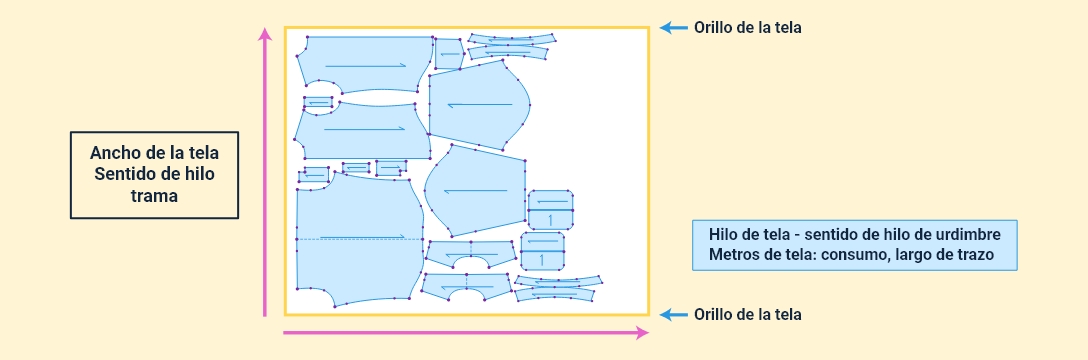 Orillo de la tela
Ancho de la tela
Sentido de hilo
trama
Hilo de tela - sentido de hilo de urdimbre
Metros de tela: consumo, largo de trazo
Orillo de la tela